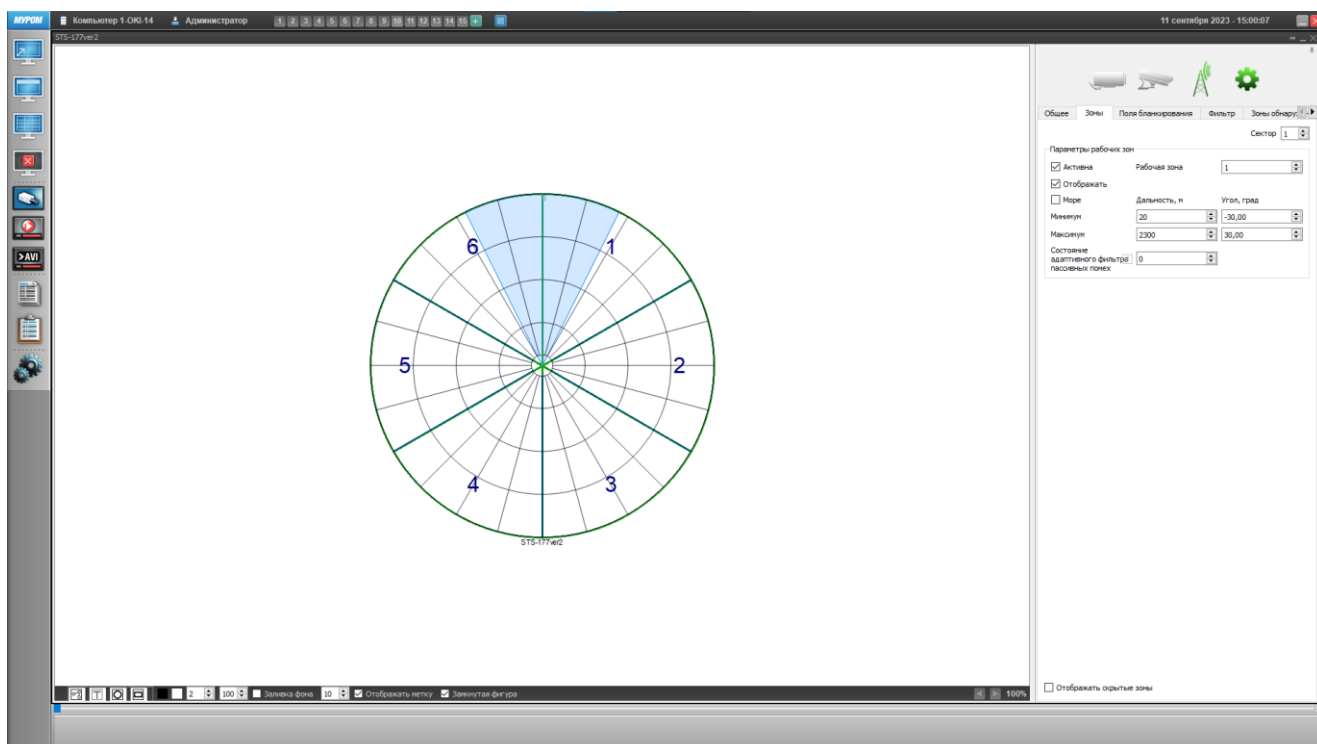 МУРОМ Компьютер 1-OKI-14 Администратор 1 2 3 4 5 6 7 8 9 10 11 12 13 14 15 + 11 сентября 2023 - 15:00:07
STS-177ver2
Общее Зоны Поля бланкирования Фильтр Зоны обнару
Сектор 1
Параметры рабочих зон
Активна Рабочая зона 1
Отображать
Море Дальность, м Угол, град
Минимум 20 -30,00
Максимум 2300 30,00
Состояние
адаптивного фильтра 0
пассивных помех
>AVI
6 1
5 2
4 3
STS-177ver2
Отображать скрытые зоны
2 100 Заливка фона 10 Отображать метку Замкнутая фигура 100%